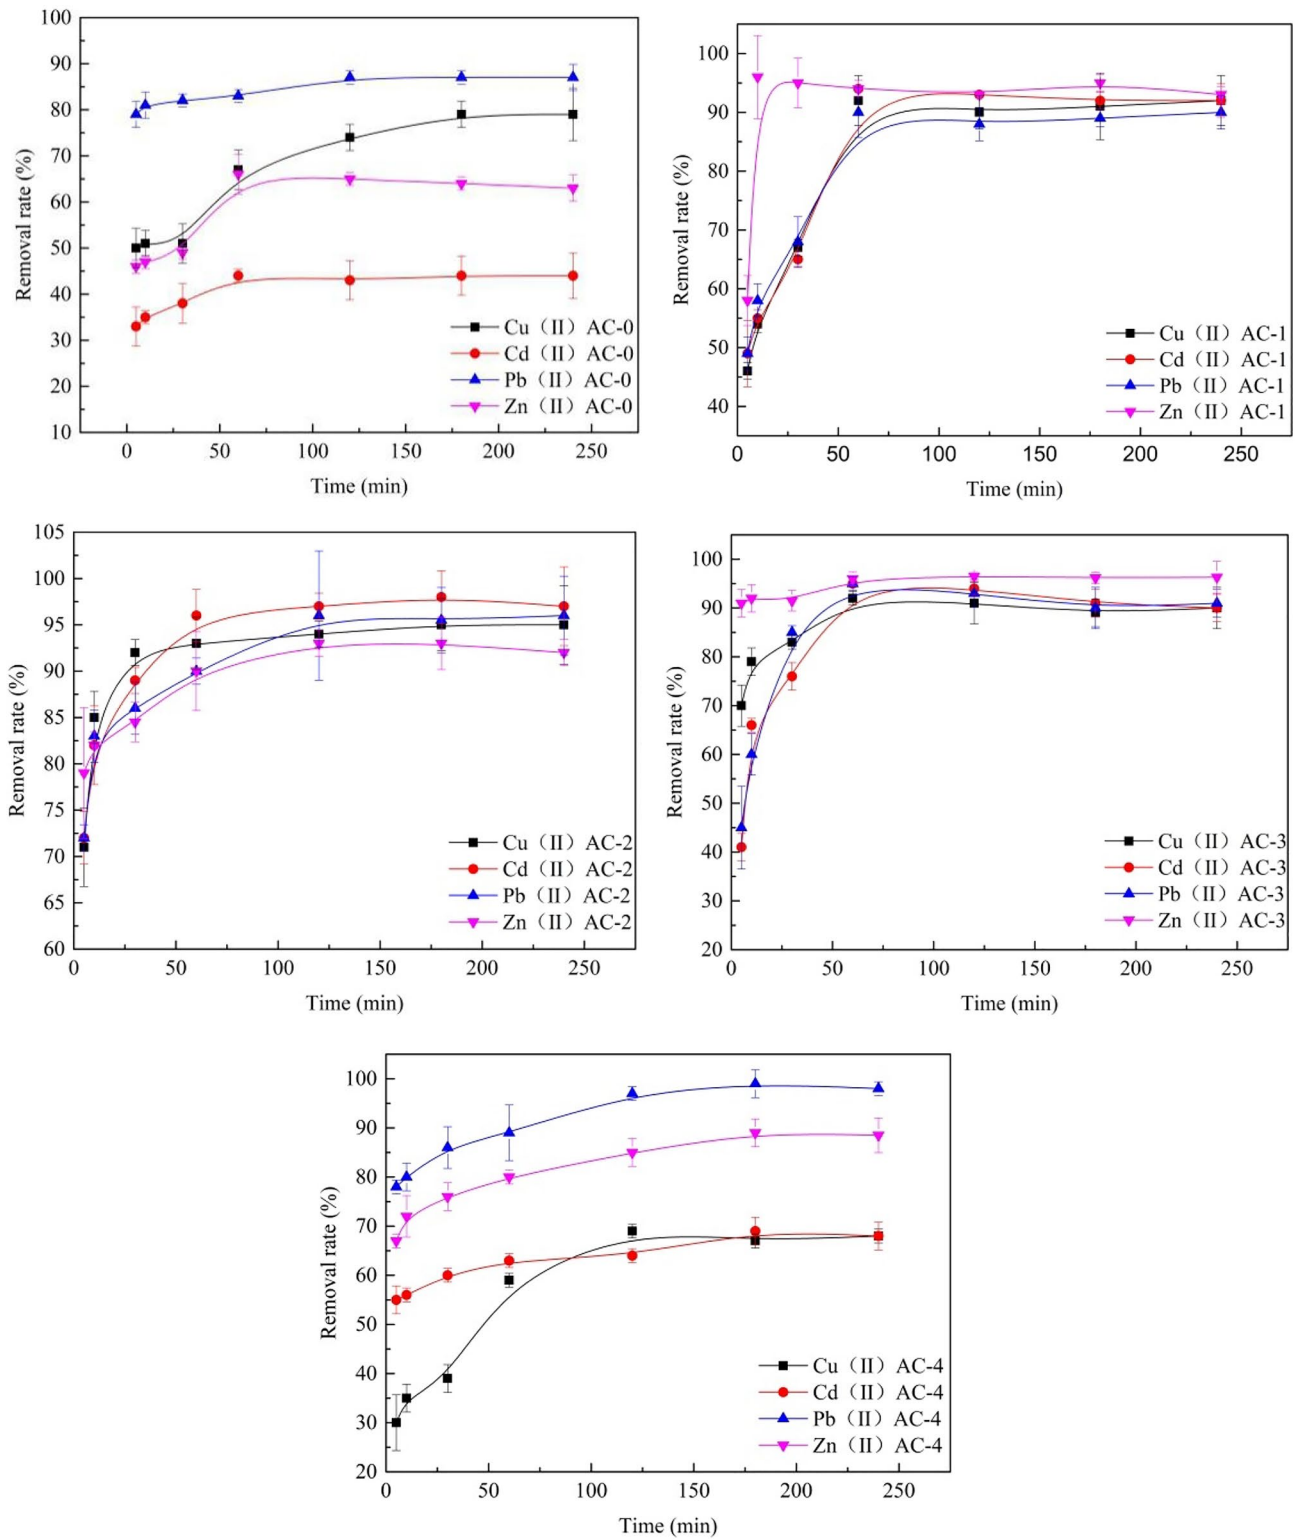 100
90
80
70
60
50
40
30
20
10
Removal rate (%)
0
50
100
150
200
250
Time (min)
Cu（II）AC-0
Cd（II）AC-0
Pb（II）AC-0
Zn（II）AC-0
100
90
80
70
60
50
40
Removal rate (%)
0
50
100
150
200
250
Time (min)
Cu（II）AC-1
Cd（II）AC-1
Pb（II）AC-1
Zn（II）AC-1
105
100
95
90
85
80
75
70
65
60
Removal rate (%)
0
50
100
150
200
250
Time (min)
Cu（II）AC-2
Cd（II）AC-2
Pb（II）AC-2
Zn（II）AC-2
100
90
80
70
60
50
40
30
20
Removal rate (%)
0
50
100
150
200
250
Time (min)
Cu（II）AC-3
Cd（II）AC-3
Pb（II）AC-3
Zn（II）AC-3
100
90
80
70
60
50
40
30
20
Removal rate (%)
0
50
100
150
200
250
Time (min)
Cu（II）AC-4
Cd（II）AC-4
Pb（II）AC-4
Zn（II）AC-4